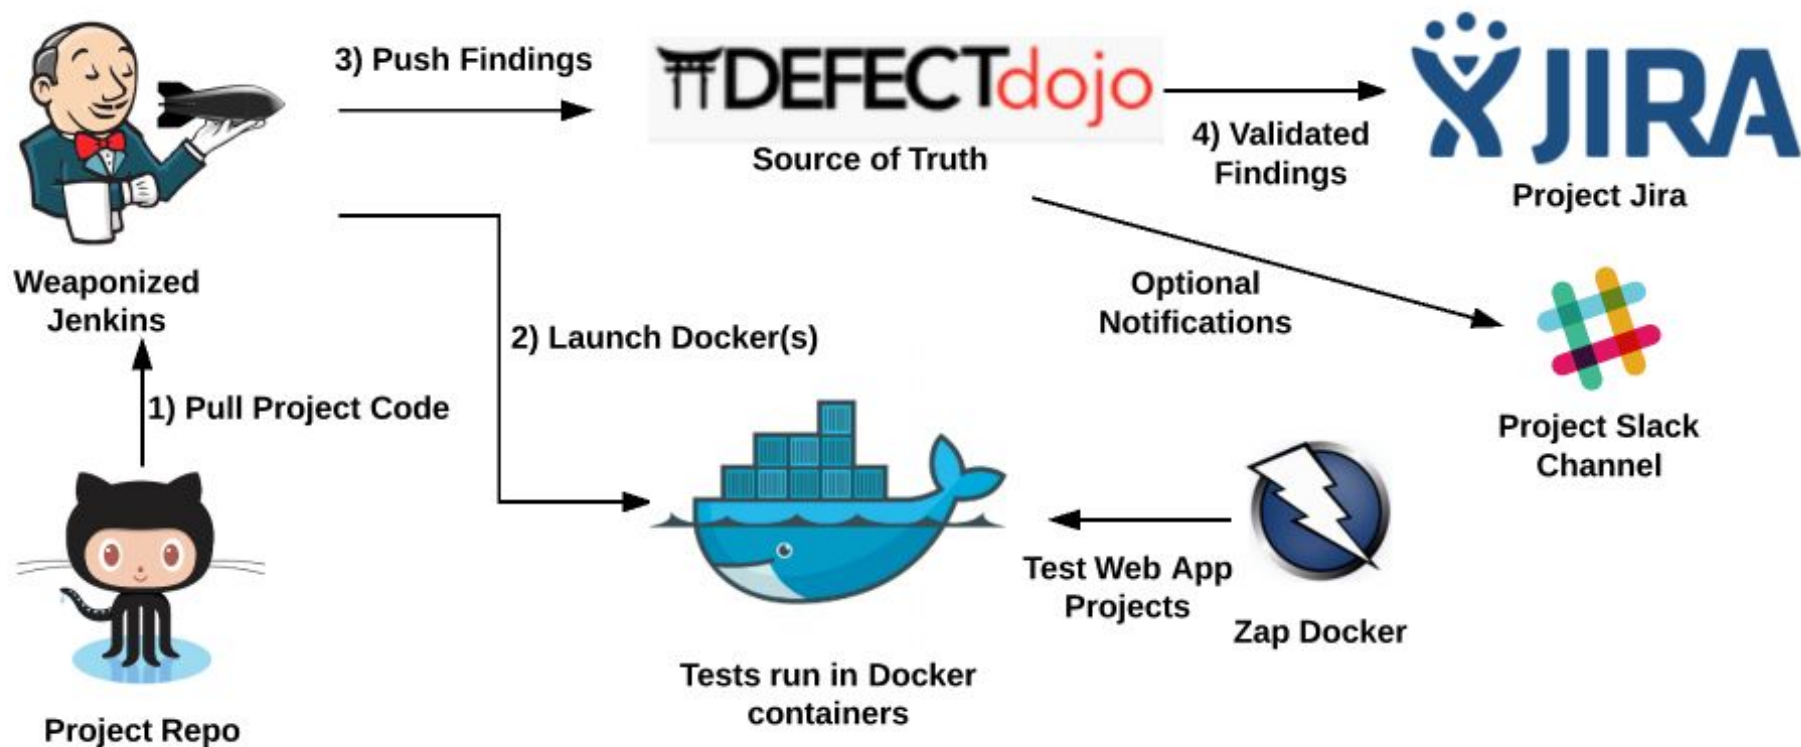 3) Push Findings
DEFECTdojo
Source of Truth
4) Validated
Findings
JIRA
Project Jira
Weaponized
Jenkins
2) Launch Docker(s)
Optional
Notifications
1) Pull Project Code
Project Slack
Channel
Test Web App
Projects
Zap Docker
Tests run in Docker
containers
Project Repo